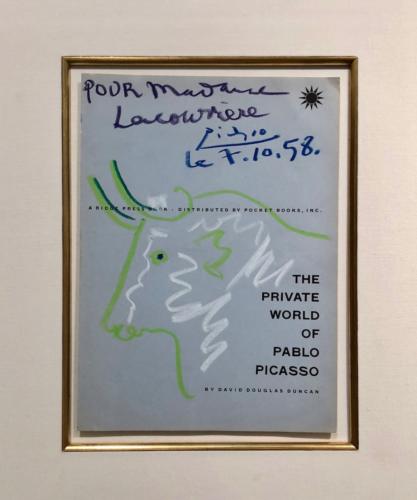 POUR Madame
Lacourière
Picasso
le 7.10.58.
A RIDGE PRESS BOOK • DISTRIBUTED BY POCKET BOOKS, INC.
THE
PRIVATE
WORLD
OF
PABLO
PICASSO
BY DAVID DOUGLAS DUNCAN